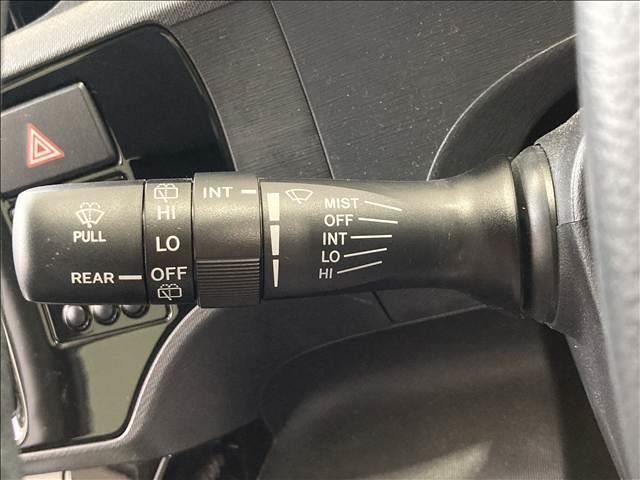 PULL
REAR
HI
LO
OFF
INT
MIST
OFF
INT
LO
HI